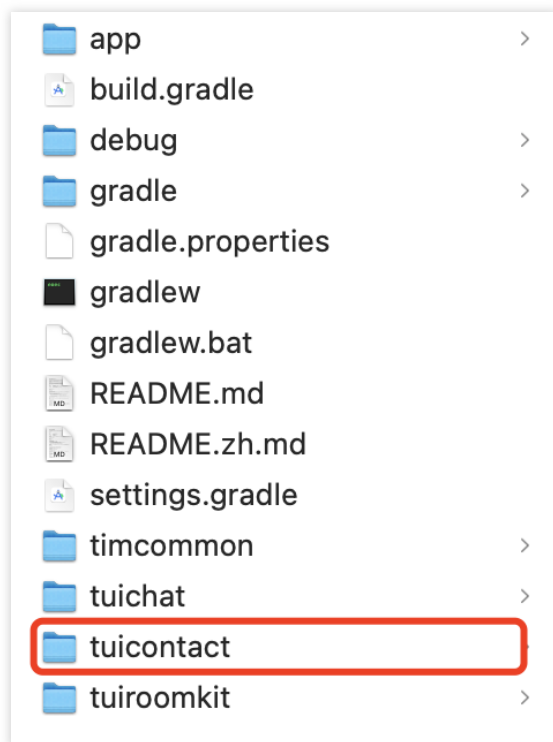 app
build.gradle
debug
gradle
gradle.properties
gradlew
gradlew.bat
README.md
README.zh.md
settings.gradle
timcommon
tuichat
tuicontact
tuiroomkit